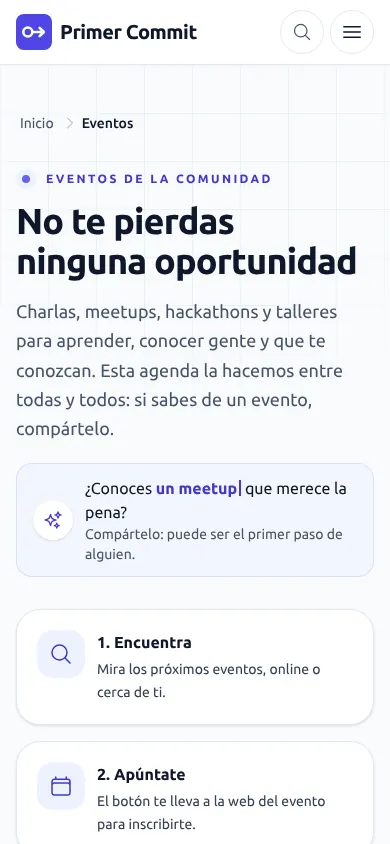 Primer Commit
Inicio > Eventos
EVENTOS DE LA COMUNIDAD
No te pierdas
ninguna oportunidad
Charlas, meetups, hackathons y talleres
para aprender, conocer gente y que te
conozcan. Esta agenda la hacemos entre
todas y todos: si sabes de un evento,
compártelo.
¿Conoces un meetup| que merece la
pena?
Compártelo: puede ser el primer paso de
alguien.
1. Encuentra
Mira los próximos eventos, online o
cerca de ti.
2. Apúntate
El botón te lleva a la web del evento
para inscribirte.